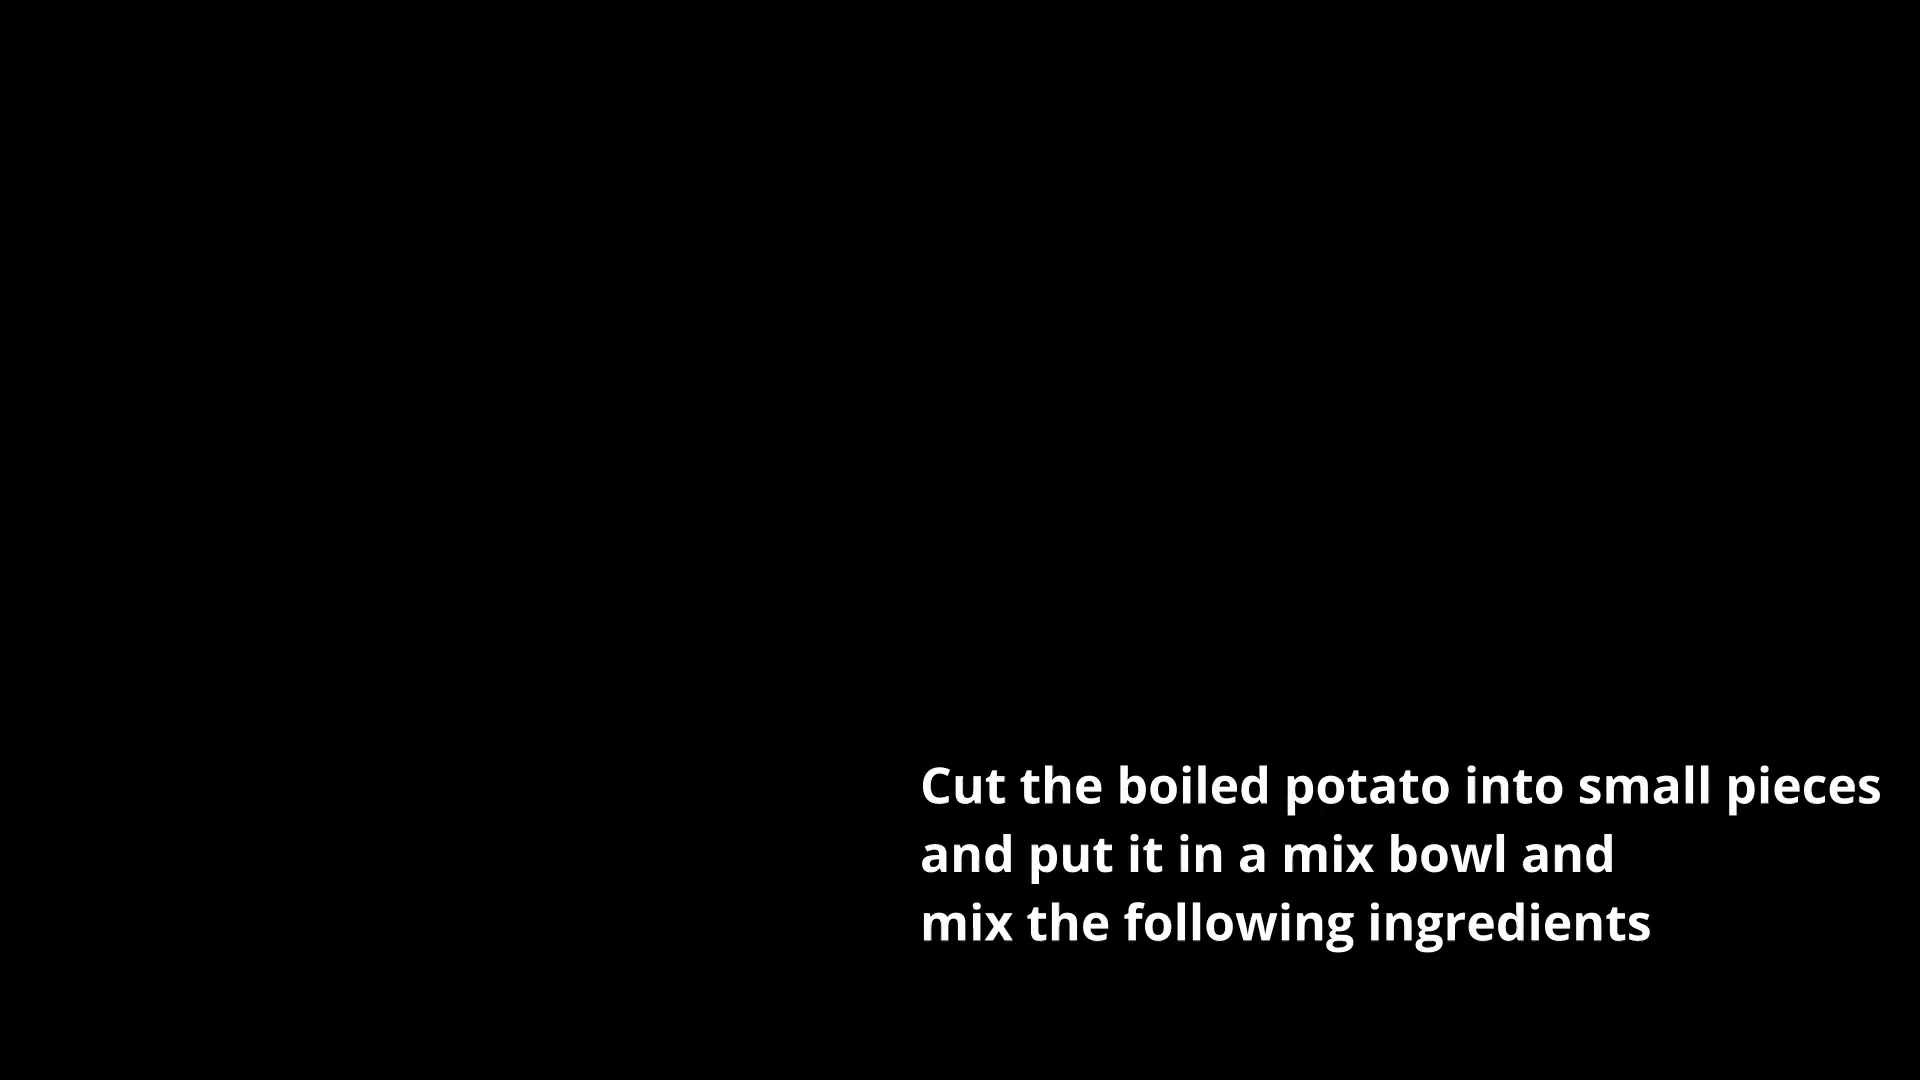 Cut the boiled potato into small pieces
and put it in a mix bowl and
mix the following ingredients